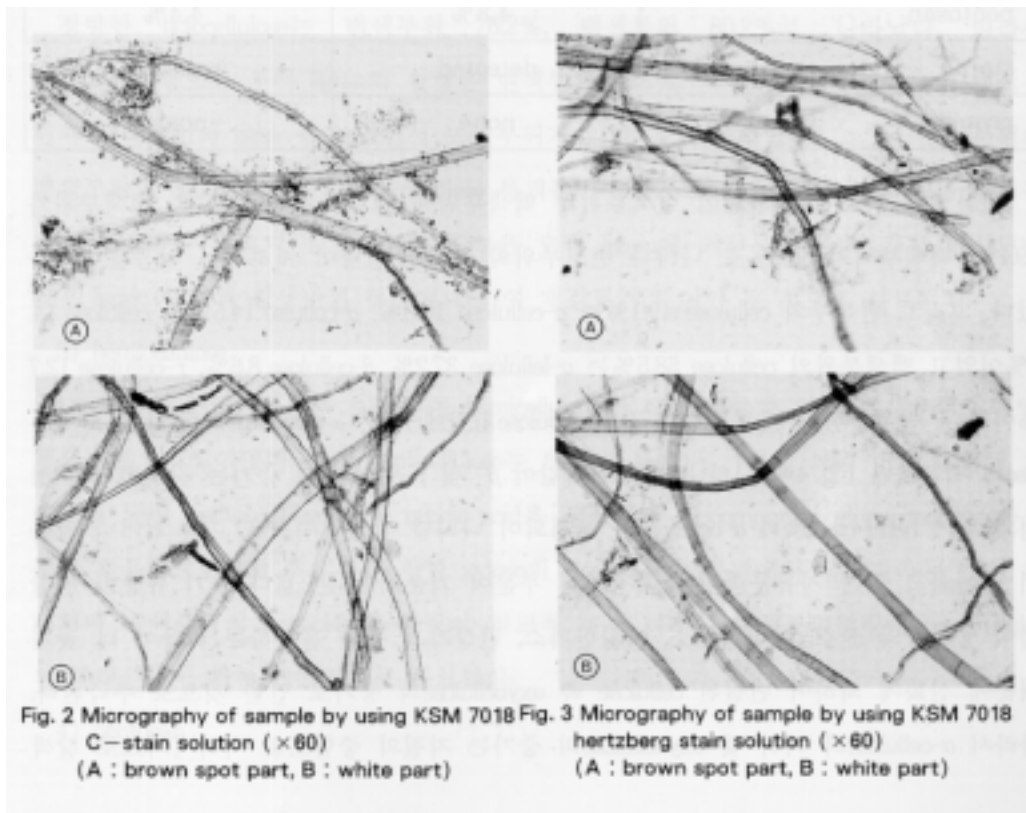 Ⓐ
Ⓐ
Ⓑ
Ⓑ
Fig. 2 Micrography of sample by using KSM 7018
C-stain solution (×60)
(A : brown spot part, B : white part)
Fig. 3 Micrography of sample by using KSM 7018
hertzberg stain solution (×60)
(A : brown spot part, B : white part)